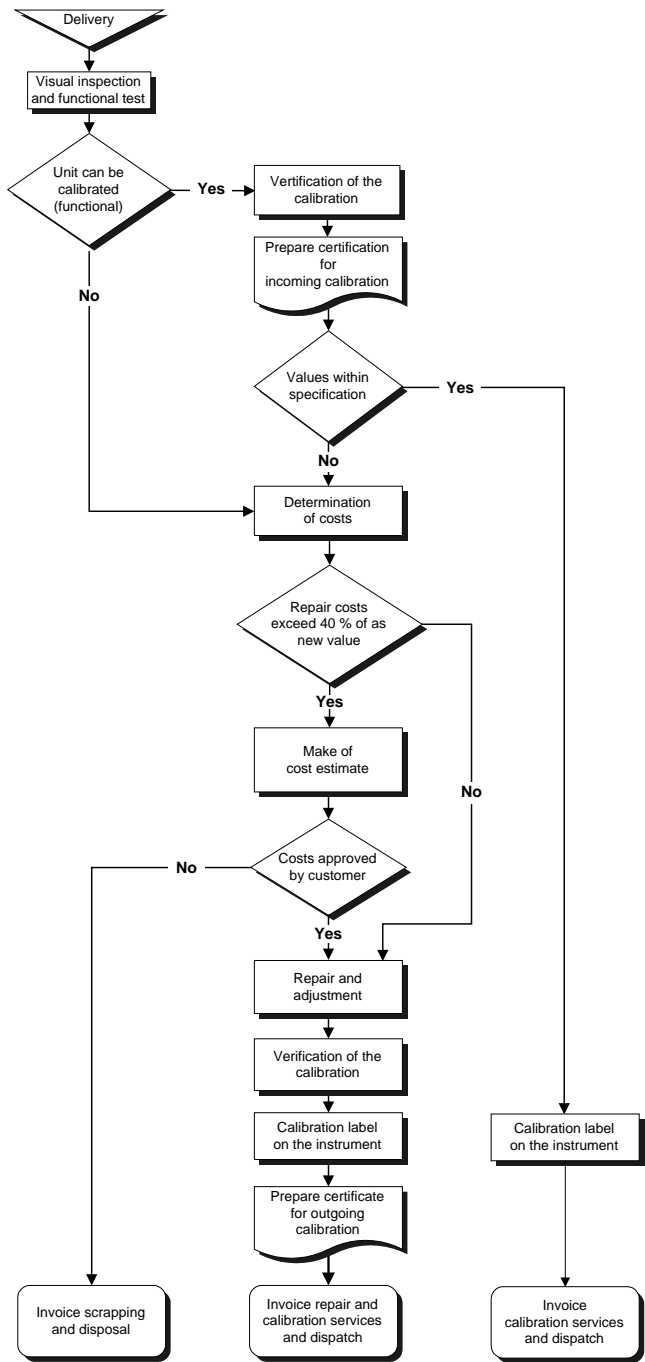 Delivery
Visual inspection
and functional test
Unit can be
calibrated
(functional)
Yes
Vertification of the
calibration
Prepare certification
for
incoming calibration
No
Values within
specification
Yes
No
Determination
of costs
Repair costs
exceed 40 % of as
new value
Yes
Make of
cost estimate
No
No
Costs approved
by customer
Yes
Repair and
adjustment
Verification of the
calibration
Calibration label
on the instrument
Calibration label
on the instrument
Prepare certificate
for outgoing
calibration
Invoice scrapping
and disposal
Invoice repair and
calibration services
and dispatch
Invoice
calibration services
and dispatch